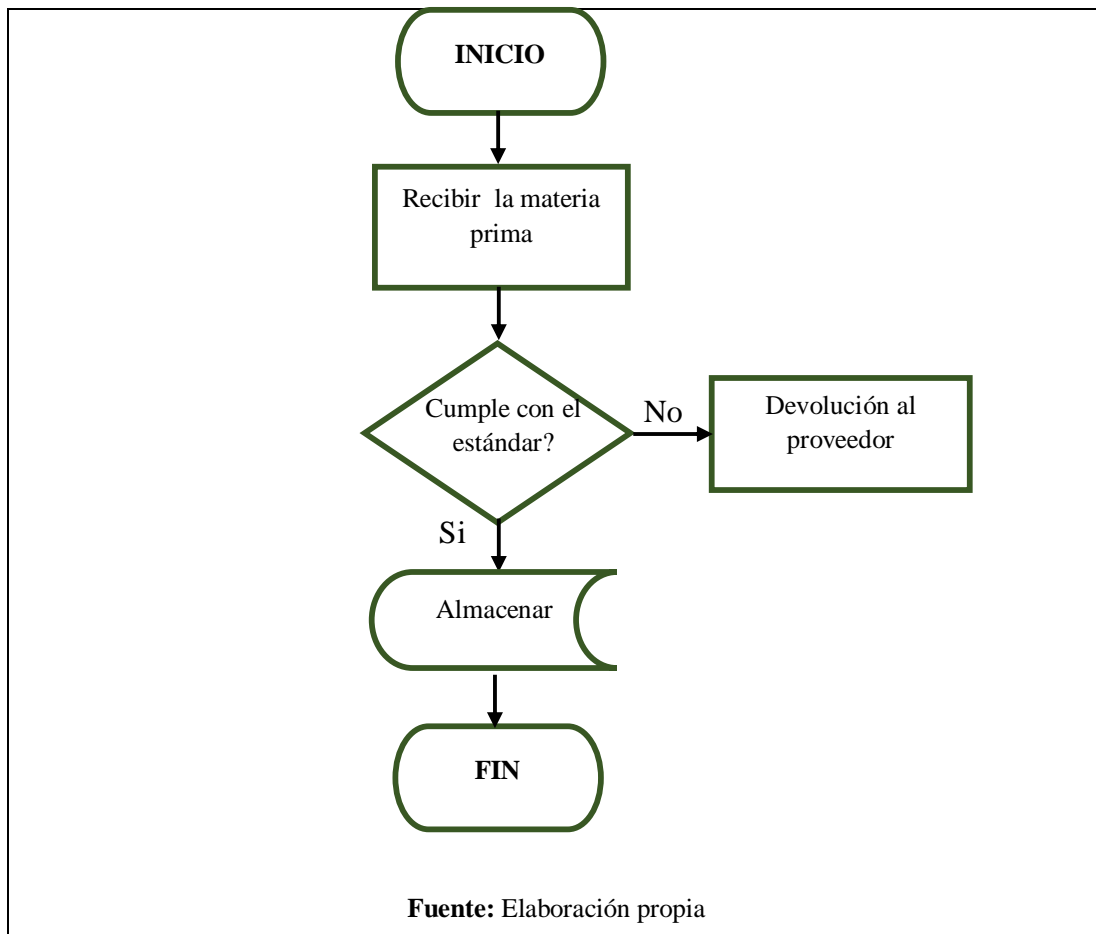 INICIO
Recibir la materia
prima
Cumple con el
estándar?
No
Devolución al
proveedor
Si
Almacenar
FIN
Fuente: Elaboración propia